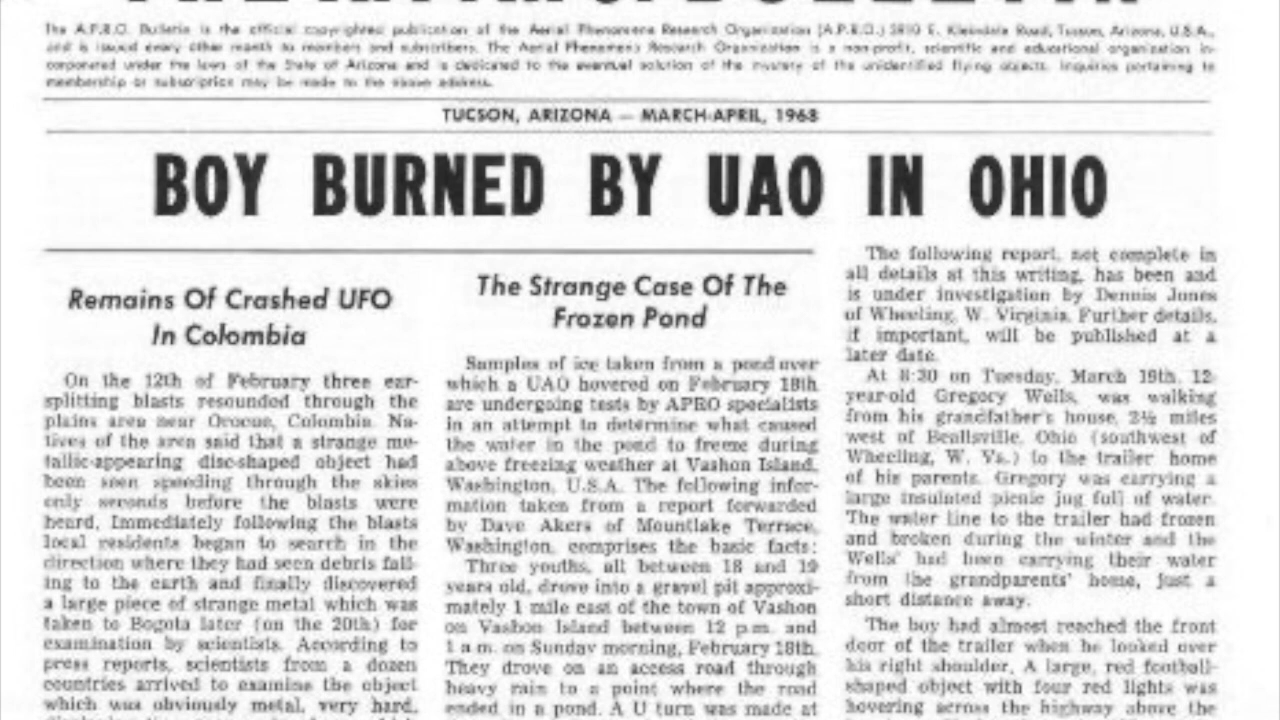 The A.P.R.O. Bulletin is the official copyrighted publication of the Aerial Phenomena Research Organization (A.P.R.O.) 3910 E. Kleindale Road, Tucson, Arizona, U.S.A.,
and is issued every other month to members and subscribers. The Aerial Phenomena Research Organization is a non-profit, scientific and educational organization in-
corporated under the laws of the State of Arizona and is dedicated to the eventual solution of the mystery of the unidentified flying objects. Inquiries pertaining to
membership or subscription may be made to the above address.
TUCSON, ARIZONA — MARCH-APRIL, 1968
BOY BURNED BY UAO IN OHIO
Remains Of Crashed UFO
In Colombia
On the 12th of February three ear-
splitting blasts resounded through the
plains area near Orocue, Colombia. Na-
tives of the area said that a strange me-
tallic-appearing disc-shaped object had
been seen speeding through the skies
only seconds before the blasts were
heard. Immediately following the blasts
local residents began to search in the
direction where they had seen debris fall-
ing to the earth and finally discovered
a large piece of strange metal which was
taken to Bogota later (on the 20th) for
examination by scientists. According to
press reports, scientists from a dozen
countries arrived to examine the object
which was obviously metal, very hard,
The Strange Case Of The
Frozen Pond
Samples of ice taken from a pond over
which a UAO hovered on February 18th
are undergoing tests by APRO specialists
in an attempt to determine what caused
the water in the pond to freeze during
above freezing weather at Vashon Island,
Washington, U.S.A. The following infor-
mation taken from a report forwarded
by Dave Akers of Mountlake Terrace,
Washington, comprises the basic facts:
Three youths, all between 18 and 19
years old, drove into a gravel pit approxi-
mately 1 mile east of the town of Vashon
on Vashon Island between 12 p.m. and
1 a.m. on Sunday morning, February 18th.
They drove on an access road through
heavy rain to a point where the road
ended in a pond. A U turn was made at
The following report, not complete in
all details at this writing, has been and
is under investigation by Dennis Jones
of Wheeling, W. Virginia. Further details,
if important, will be published at a
later date.
At 8:30 on Tuesday, March 19th, 12-
year-old Gregory Wells, was walking
from his grandfather's house, 2½ miles
west of Beallsville, Ohio (southwest of
Wheeling, W. Va.) to the trailer home
of his parents. Gregory was carrying a
large insulated picnic jug full of water.
The water line to the trailer had frozen
and broken during the winter and the
Wells' had been carrying their water
from the grandparents' home, just a
short distance away.
The boy had almost reached the front
door of the trailer when he looked over
his right shoulder. A large, red football-
shaped object with four red lights was
hovering across the highway above the